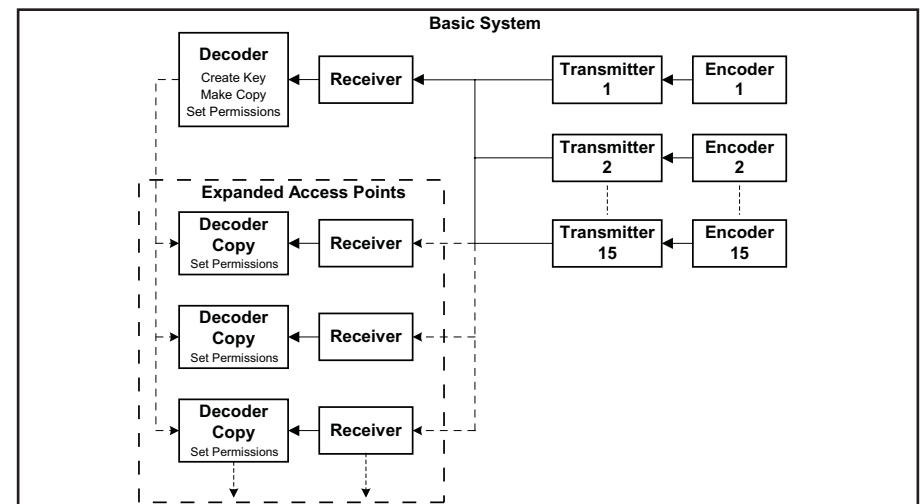 Basic System
Decoder
Create Key
Make Copy
Set Permissions
Receiver
Transmitter
1
Encoder
1
Transmitter
2
Encoder
2
Expanded Access Points
Decoder
Copy
Set Permissions
Receiver
Transmitter
15
Encoder
15
Decoder
Copy
Set Permissions
Receiver
Decoder
Copy
Set Permissions
Receiver